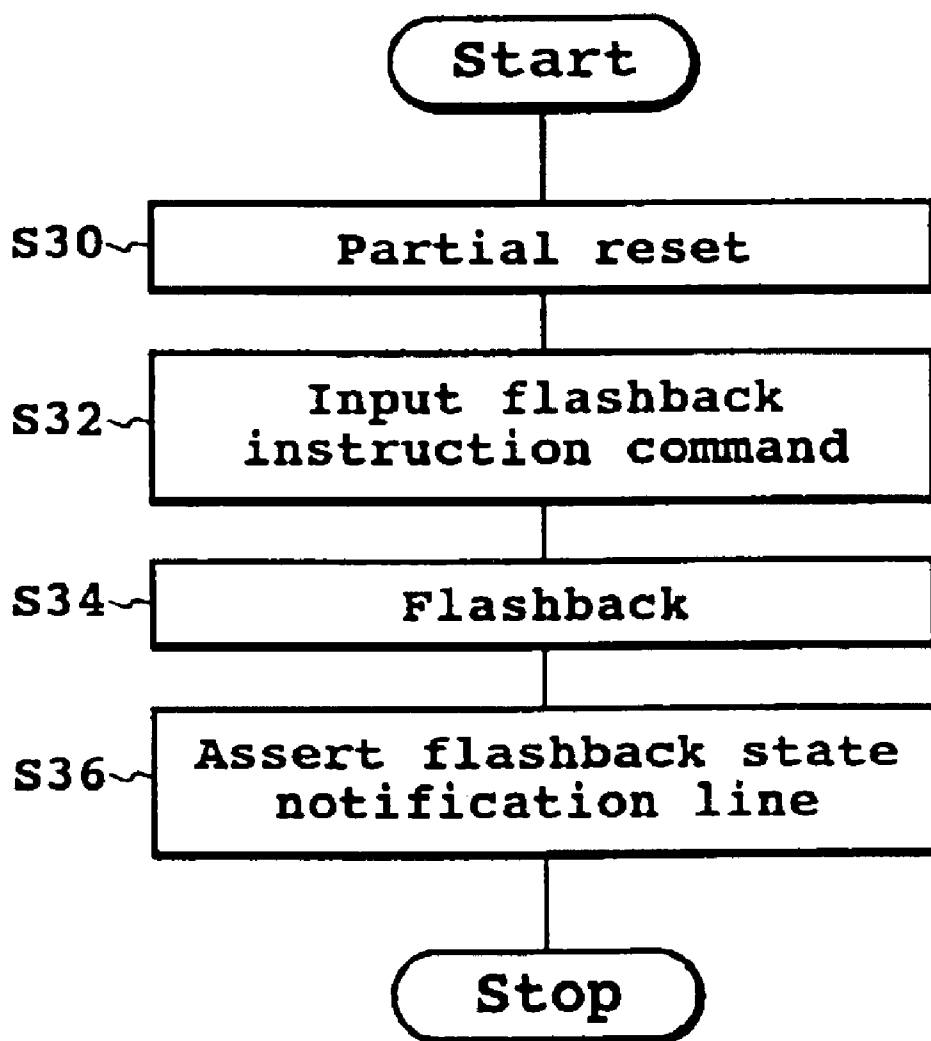 Start
S30
Partial reset
S32
Input flashback
instruction command
S34
Flashback
S36
Assert flashback state
notification line
Stop